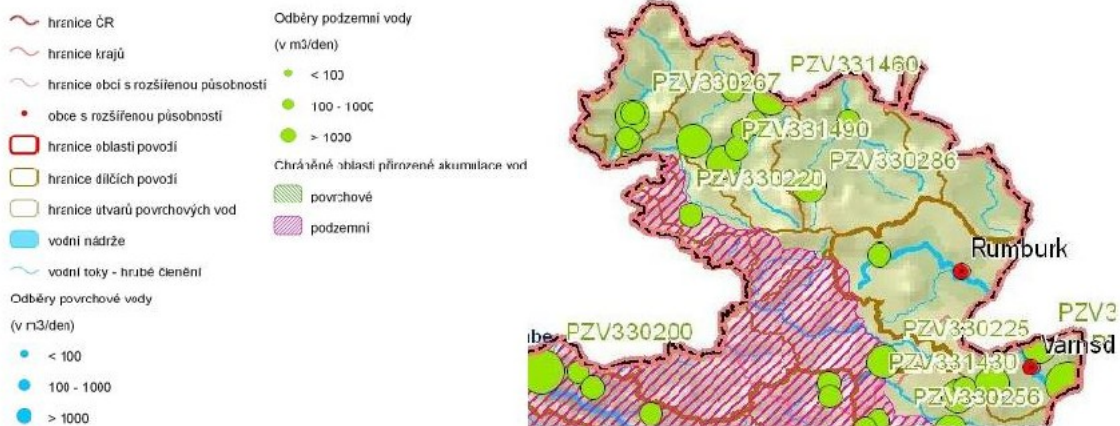 hranice ČR
hranice krajů
hranice obcí s rozšířenou působností
obce s rozšířenou působností
hranice oblasti povodí
hranice dílčích povodí
hranice útvarů povrchových vod
vodní nádrže
vodní toky - hrubé členění
Odběry povrchové vody
(v m3/den)
< 100
100 - 1000
> 1000
Odběry podzemní vody
(v m3/den)
< 100
100 - 1000
> 1000
Chráněné oblasti přirozené akumulace vod
povrchové
podzemní
PZV331460
PZV330267
PZV331490
PZV330286
PZV330220
Rumburk
PZV3
PZV330200
PZV330225
Varnsd
PZV331430
PZV330256